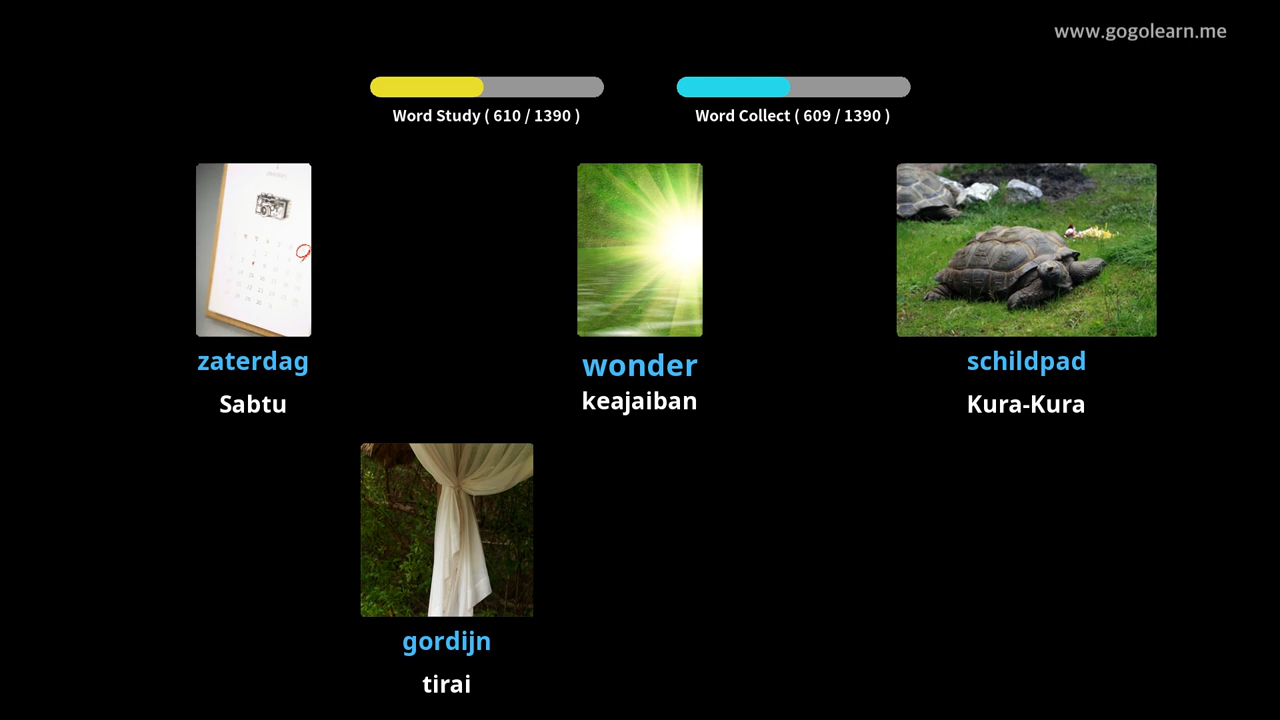 www.gogolearn.me
Word Study ( 610 / 1390 )
Word Collect ( 609 / 1390 )
zaterdag
Sabtu
wonder
keajaiban
schildpad
Kura-Kura
gordijn
tirai